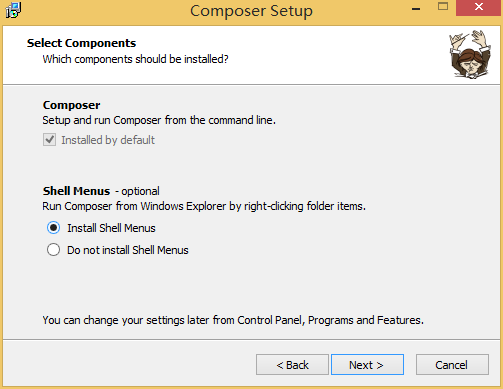 Composer Setup
Select Components
Which components should be installed?
Composer
Setup and run Composer from the command line.
Installed by default
Shell Menus - optional
Run Composer from Windows Explorer by right-clicking folder items.
Install Shell Menus
Do not install Shell Menus
You can change your settings later from Control Panel, Programs and Features.
< Back Next > Cancel